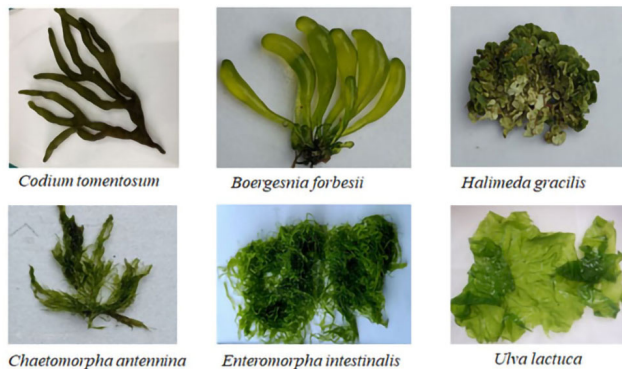 Codium tomentosum
Boergesnia forbesii
Halimeda gracilis
Chaetomorpha antennina
Enteromorpha intestinalis
Ulva lactuca